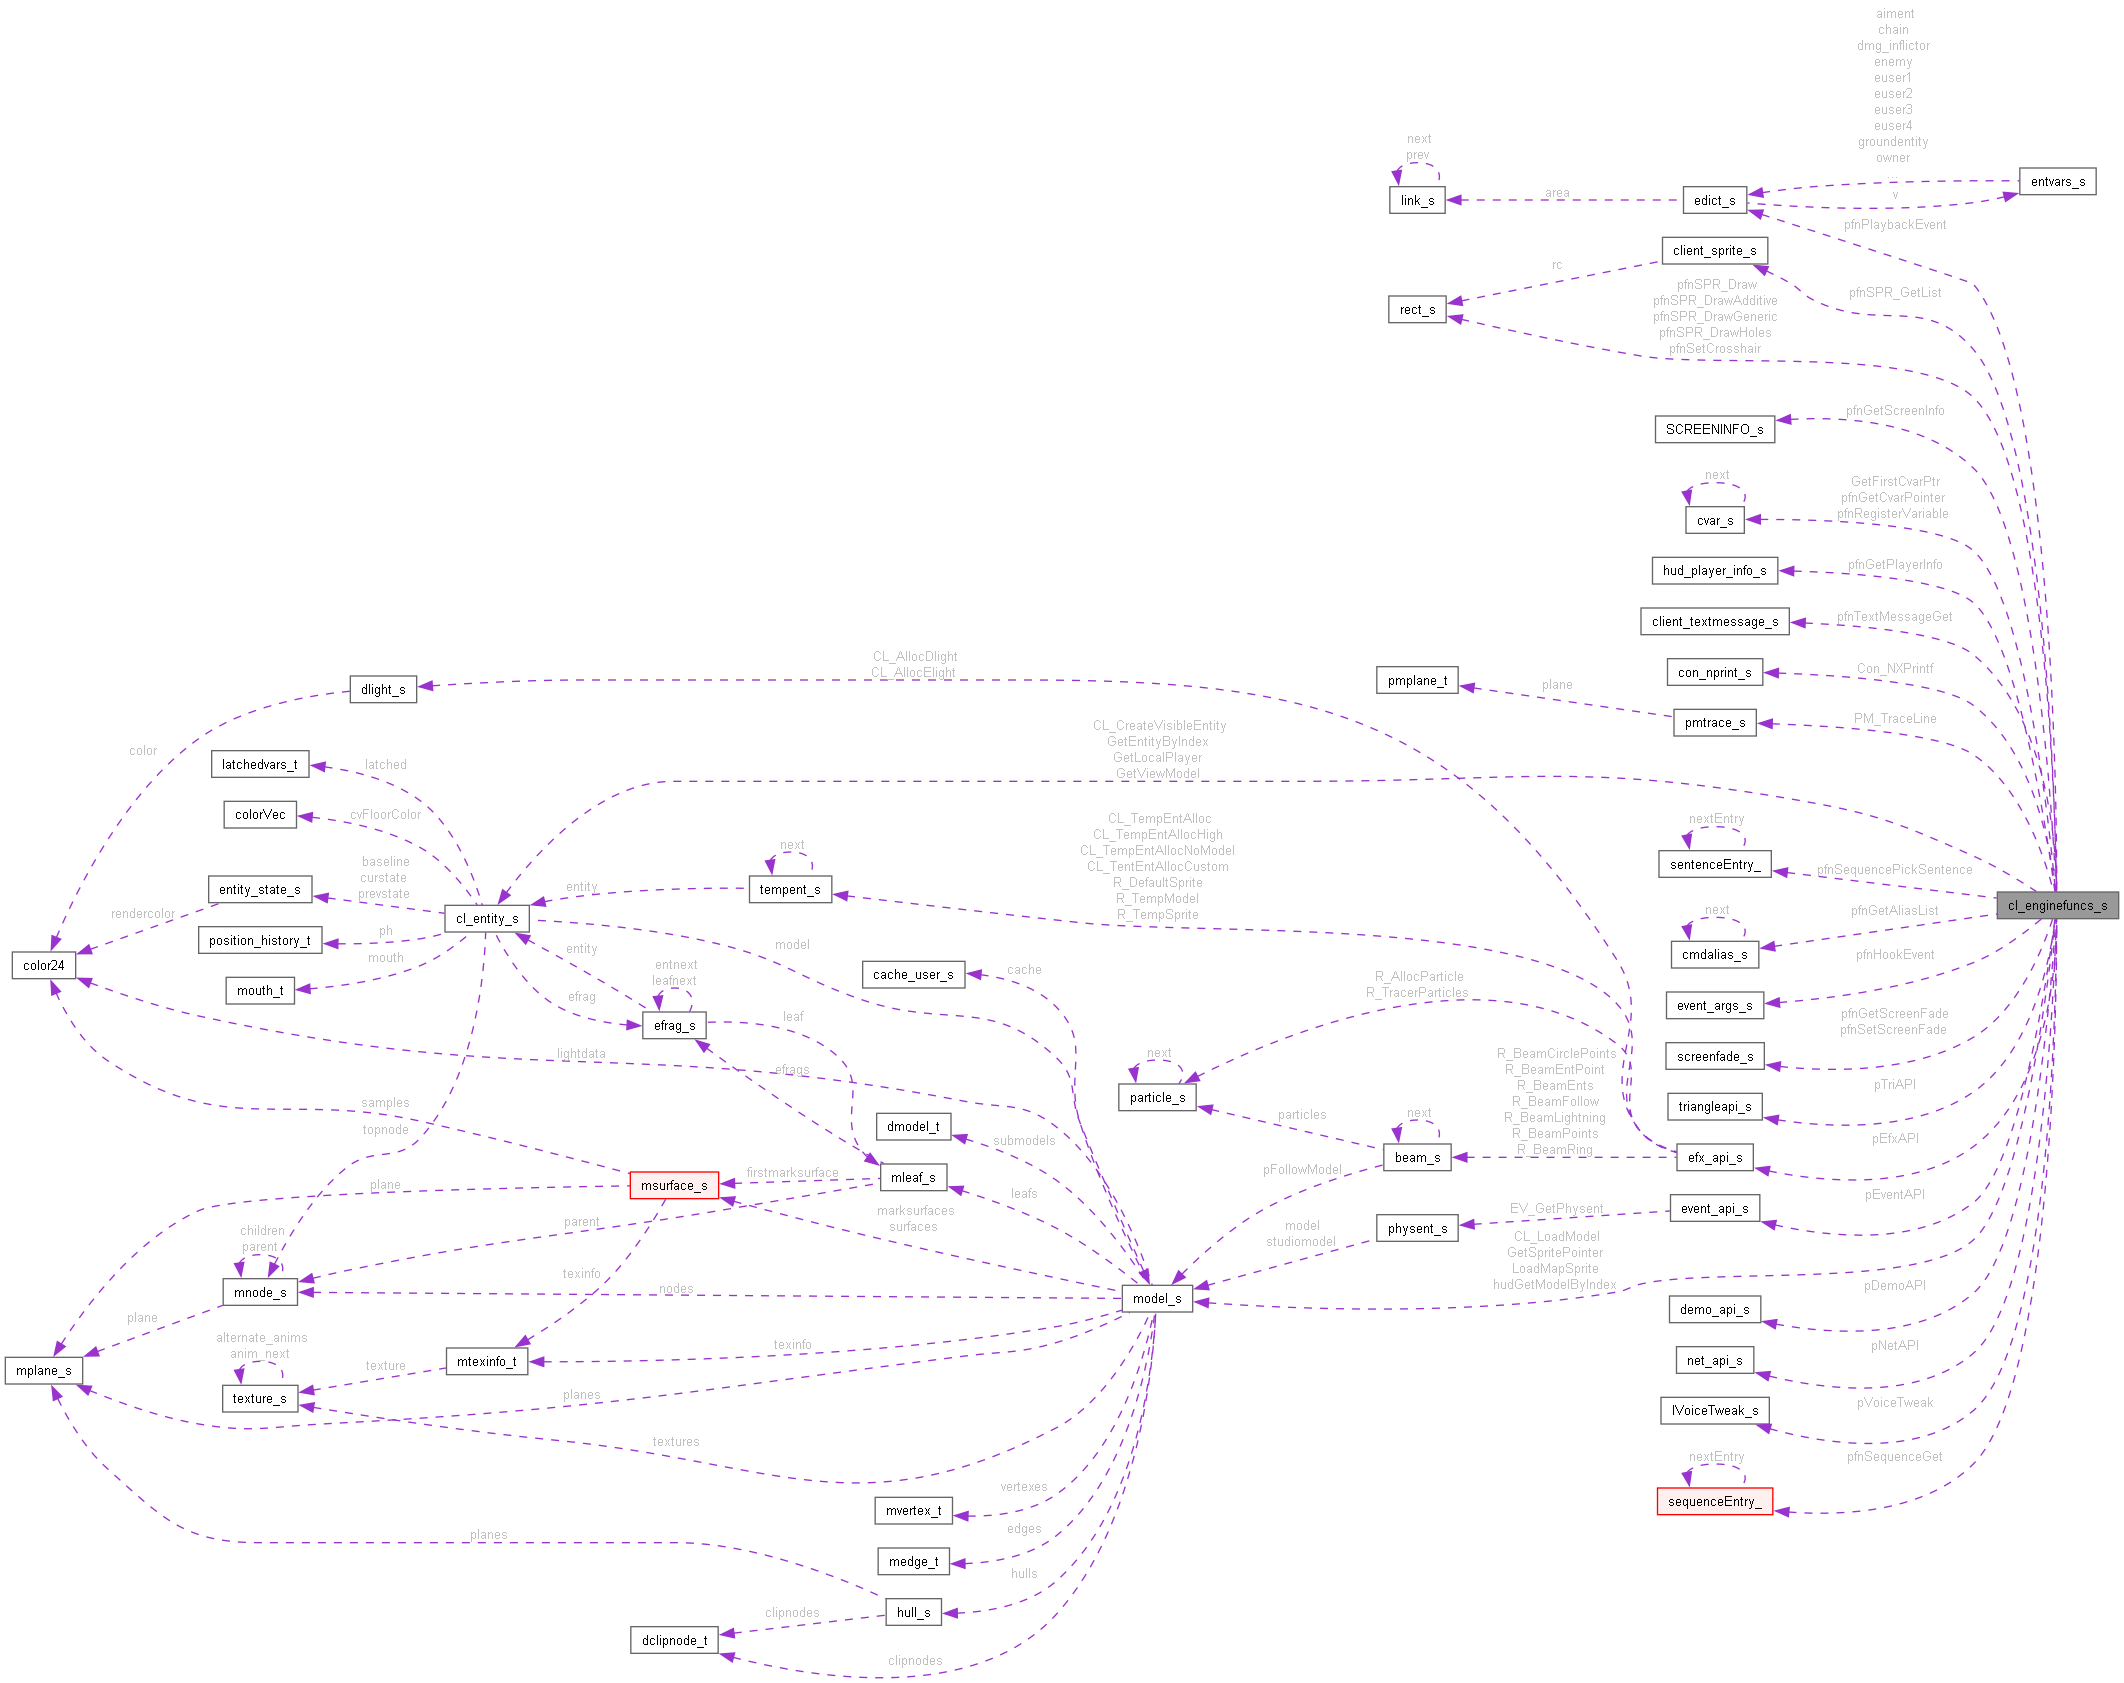 aiment
chain
dmg_inflictor
enemy
euser1
euser2
euser3
euser4
groundentity
owner
...
v
entvars_s
next
prev
link_s
area
edict_s
pfnPlaybackEvent
client_sprite_s
rc
pfnSPR_GetList
rect_s
pfnSPR_Draw
pfnSPR_DrawAdditive
pfnSPR_DrawGeneric
pfnSPR_DrawHoles
pfnSetCrosshair
SCREENINFO_s
pfnGetScreenInfo
next
cvar_s
GetFirstCvarPtr
pfnGetCvarPointer
pfnRegisterVariable
hud_player_info_s
pfnGetPlayerInfo
client_textmessage_s
pfnTextMessageGet
con_nprint_s
Con_NXPrintf
pmplane_t
plane
pmtrace_s
PM_TraceLine
dlight_s
CL_AllocDlight
CL_AllocElight
color
latchedvars_t
latched
CL_CreateVisibleEntity
GetEntityByIndex
GetLocalPlayer
GetViewModel
colorVec
cvFloorColor
nextEntry
sentenceEntry_
pfnSequencePickSentence
baseline
curstate
prevstate
entity_state_s
rendercolor
cl_entity_s
entity
next
tempent_s
CL_TempEntAlloc
CL_TempEntAllocHigh
CL_TempEntAllocNoModel
CL_TentEntAllocCustom
R_DefaultSprite
R_TempModel
R_TempSprite
cl_enginefuncs_s
position_history_t
ph
mouth
mouth_t
color24
next
cmdalias_s
pfnGetAliasList
entity
efrag
entnext
leafnext
efrag_s
leaf
model
cache_user_s
cache
R_AllocParticle
R_TracerParticles
event_args_s
pfnHookEvent
screenfade_s
pfnGetScreenFade
pfnSetScreenFade
lightdata
efrags
next
particle_s
particles
triangleapi_s
pTriAPI
samples
topnode
dmodel_t
submodels
next
beam_s
R_BeamCirclePoints
R_BeamEntPoint
R_BeamEnts
R_BeamFollow
R_BeamLightning
R_BeamPoints
R_BeamRing
efx_api_s
pEfxAPI
plane
msurface_s
firstmarksurface
mleaf_s
leafs
pFollowModel
event_api_s
pEventAPI
EV_GetPhysent
physent_s
model
studiomodel
marksurfaces
surfaces
parent
children
parent
mnode_s
texinfo
nodes
model_s
CL_LoadModel
GetSpritePointer
LoadMapSprite
hudGetModelByIndex
demo_api_s
pDemoAPI
plane
alternate_anims
anim_next
texture_s
texture
mtexinfo_t
texinfo
mplane_s
planes
net_api_s
pNetAPI
IVoiceTweak_s
pVoiceTweak
textures
nextEntry
sequenceEntry_
pfnSequenceGet
mvertex_t
vertexes
planes
medge_t
edges
hulls
hull_s
clipnodes
dclipnode_t
clipnodes